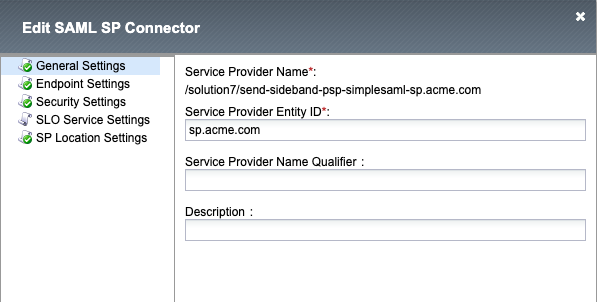 Edit SAML SP Connector
General Settings
Endpoint Settings
Security Settings
SLO Service Settings
SP Location Settings
Service Provider Name*:
/solution7/send-sideband-psp-simplesaml-sp.acme.com
Service Provider Entity ID*:
sp.acme.com
Service Provider Name Qualifier :
Description :